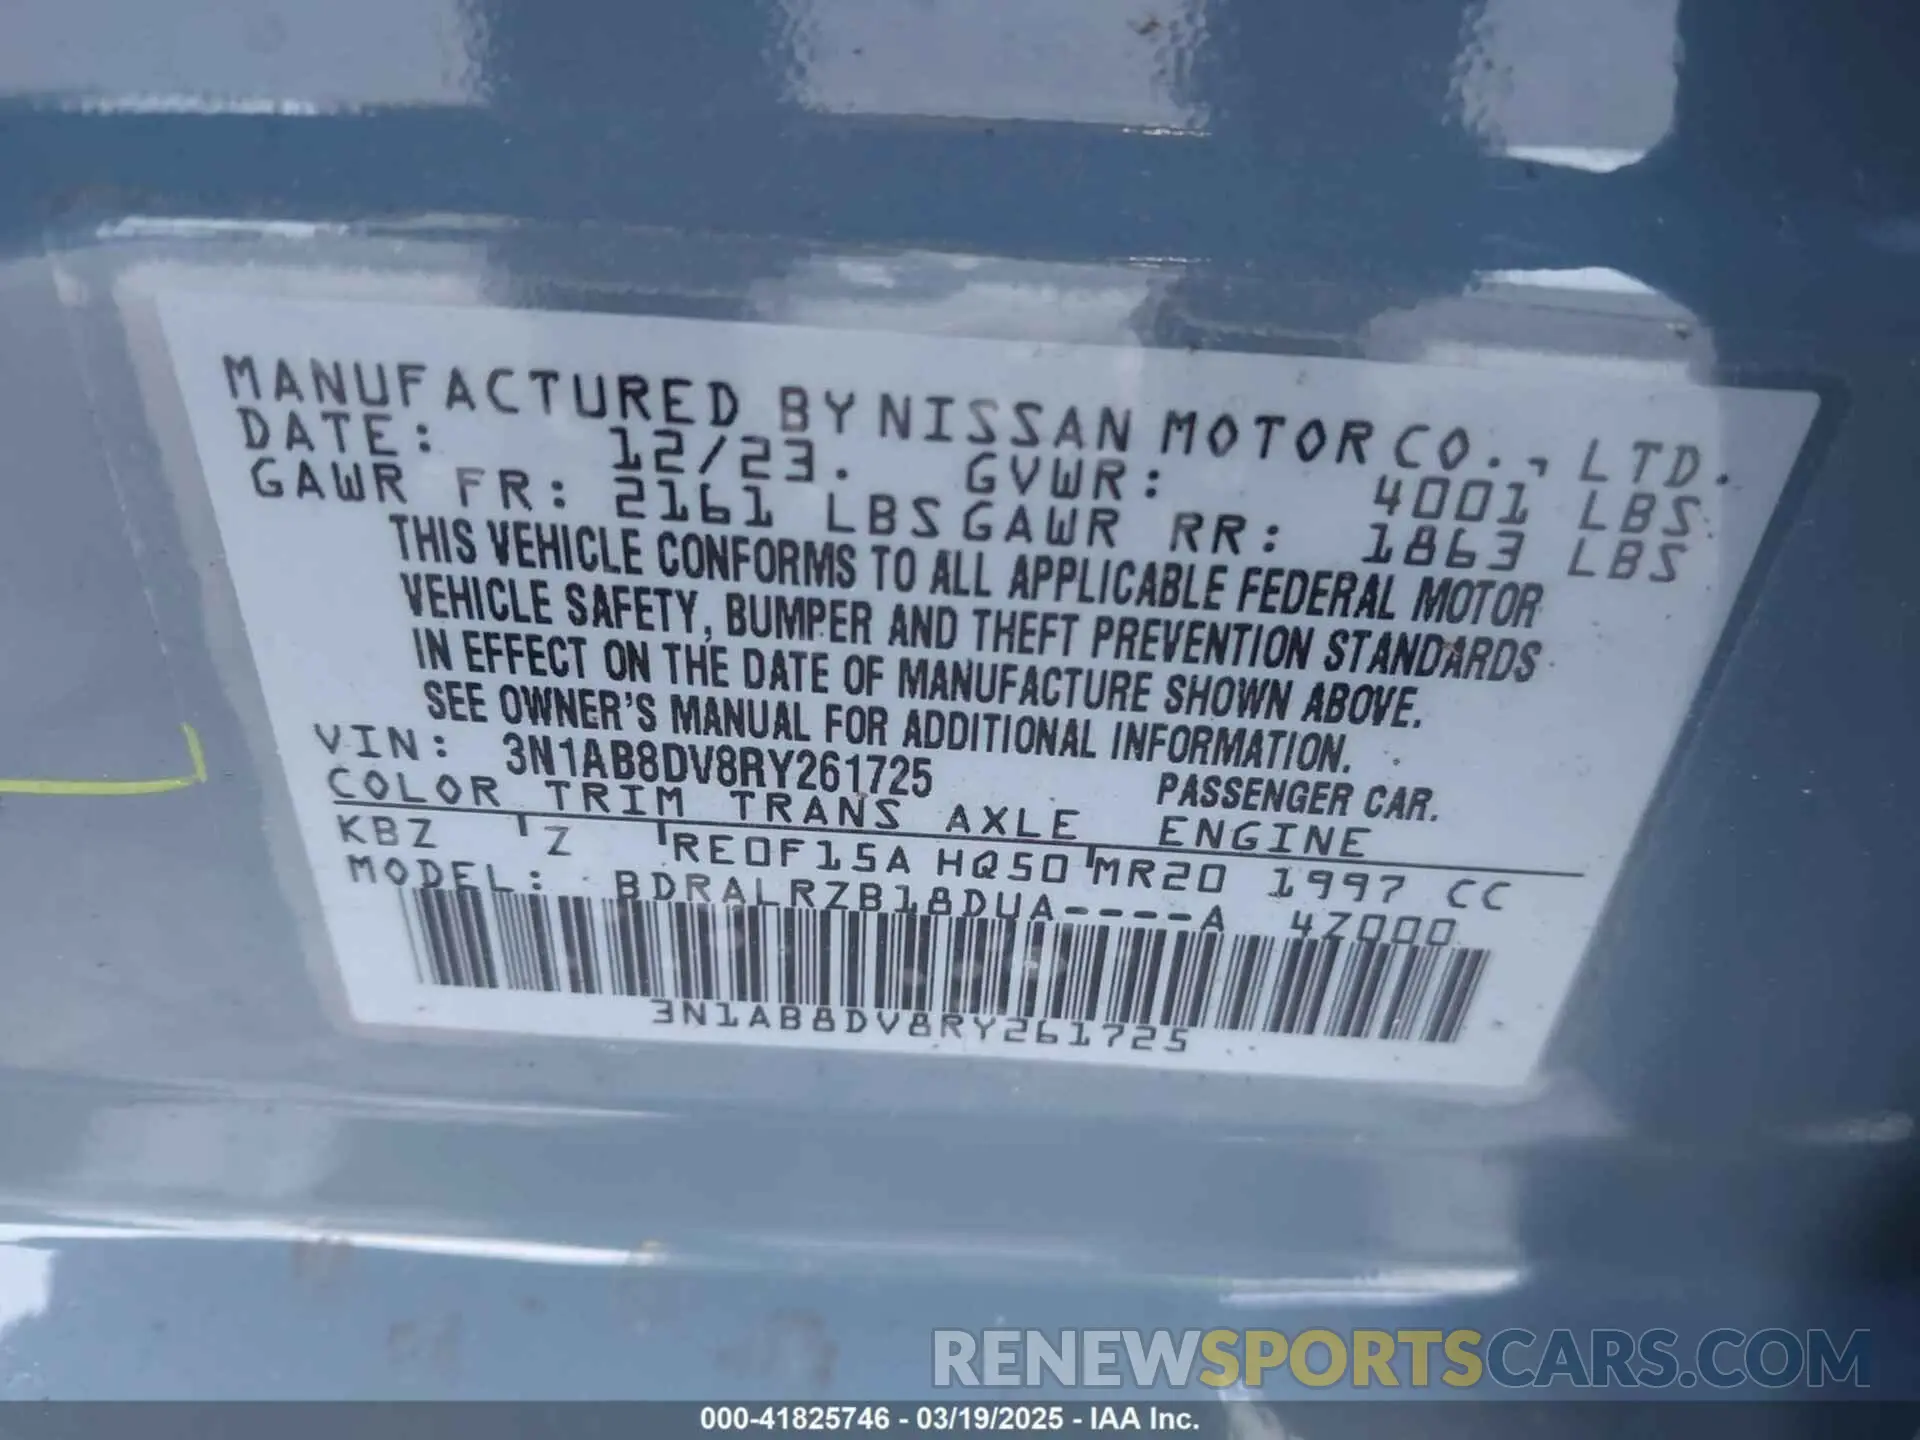 MANUFACTURED BY NISSAN MOTOR CO., LTD.
DATE: 12/23. GVWR: 4001 LBS.
GAWR FR: 2161 LBS GAWR RR: 1863 LBS
THIS VEHICLE CONFORMS TO ALL APPLICABLE FEDERAL MOTOR
VEHICLE SAFETY, BUMPER AND THEFT PREVENTION STANDARDS
IN EFFECT ON THE DATE OF MANUFACTURE SHOWN ABOVE.
SEE OWNER'S MANUAL FOR ADDITIONAL INFORMATION.
VIN: 3N1AB8DV8RY261725 PASSENGER CAR.
COLOR TRIM TRANS AXLE ENGINE
KBZ Z RE0F15A HQ50 MR20 1997 CC
MODEL: BDRALRZB18DUA----A 4Z000
3N1AB8DV8RY261725
RENEWSPORTSCARS.COM
000-41825746 - 03/19/2025 - IAA Inc.